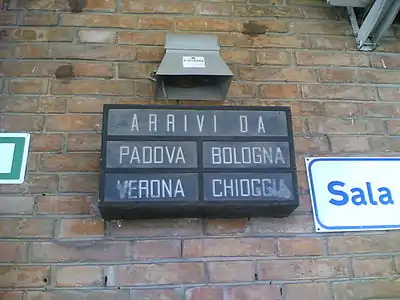 ARRIVI DA
PADOVA BOLOGNA
VERONA CHIOGGIA
Sala